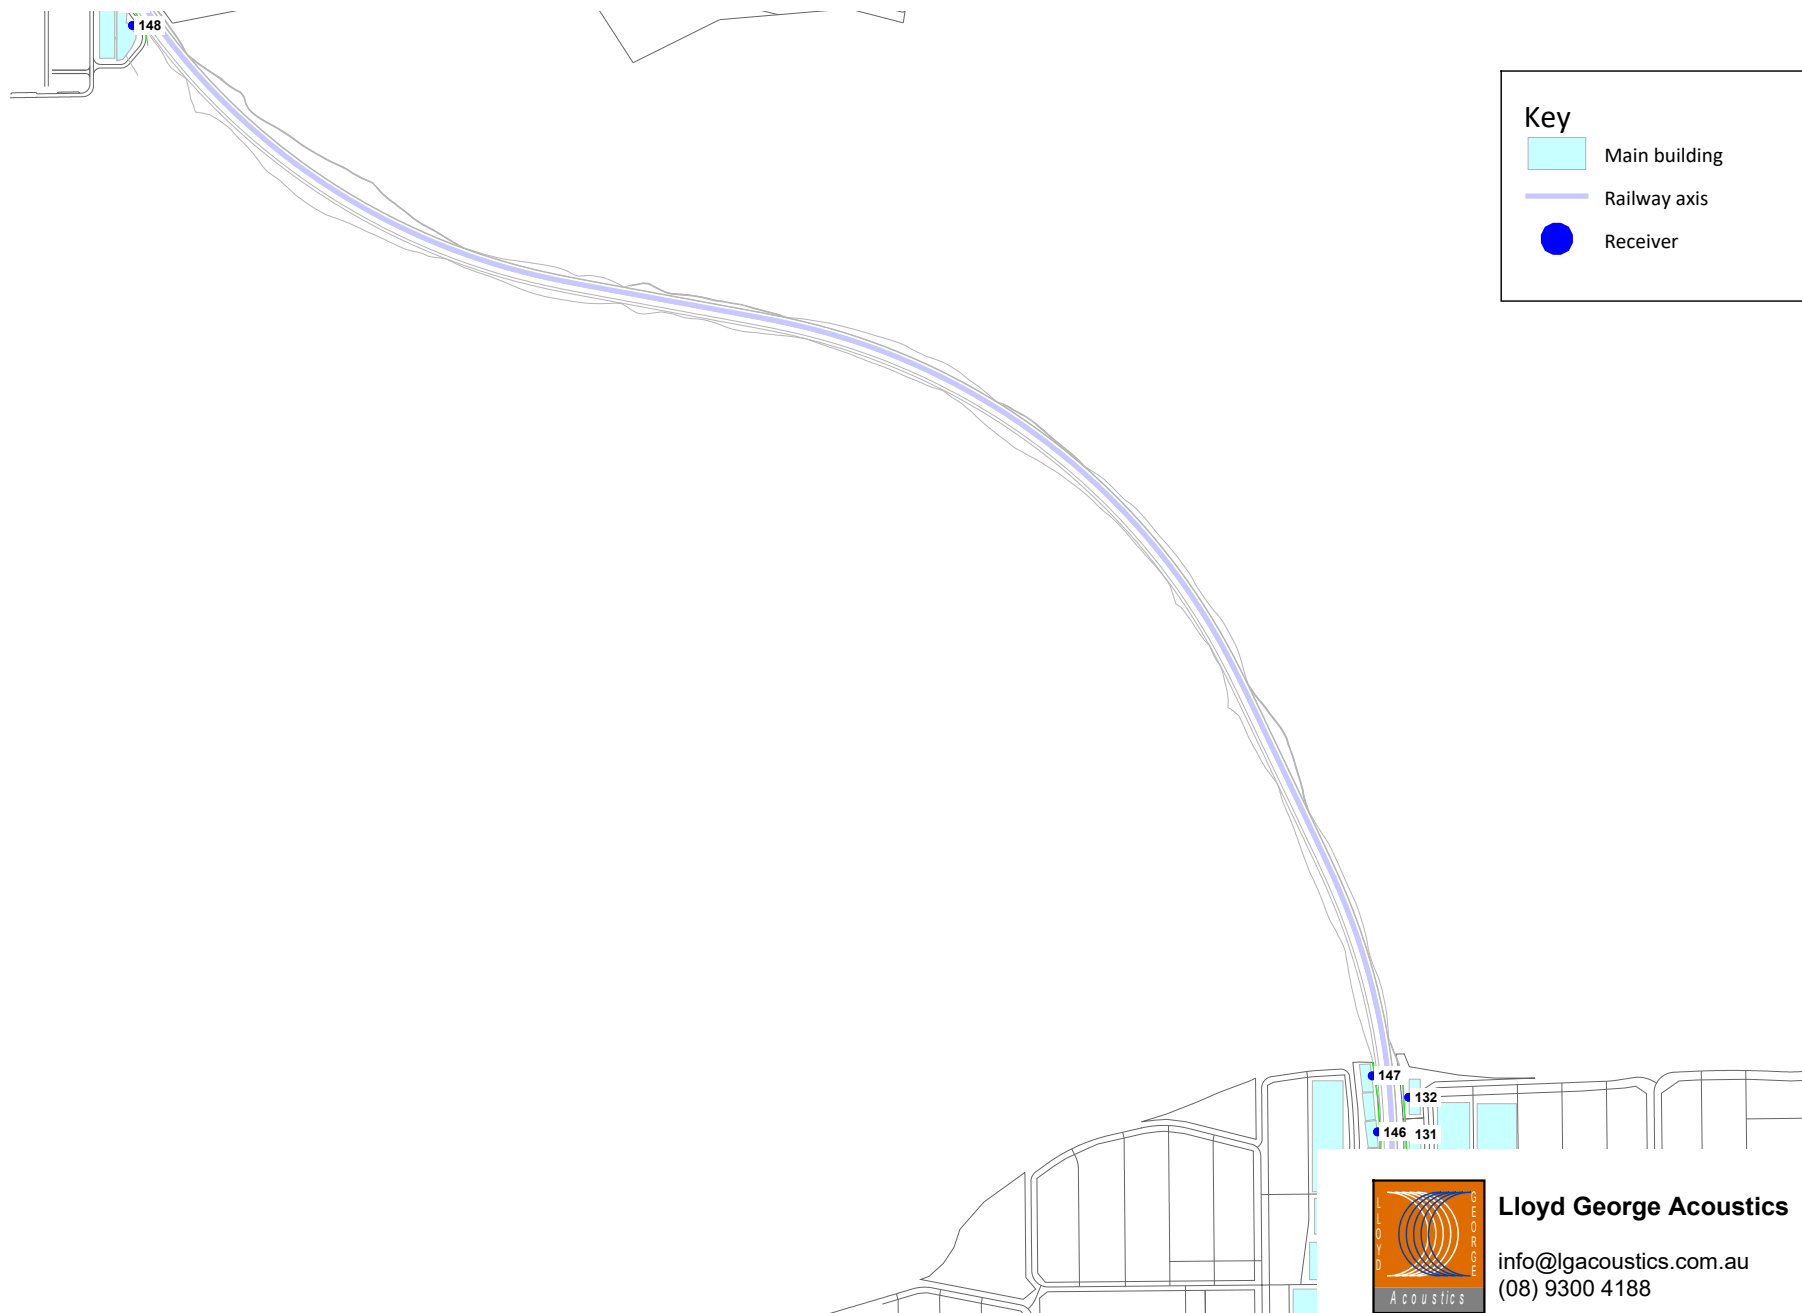 148
Key
Main building
Railway axis
Receiver
147
132
146
131
LLOYD
GEORGE
Acoustics
Lloyd George Acoustics
info@lgacoustics.com.au
(08) 9300 4188